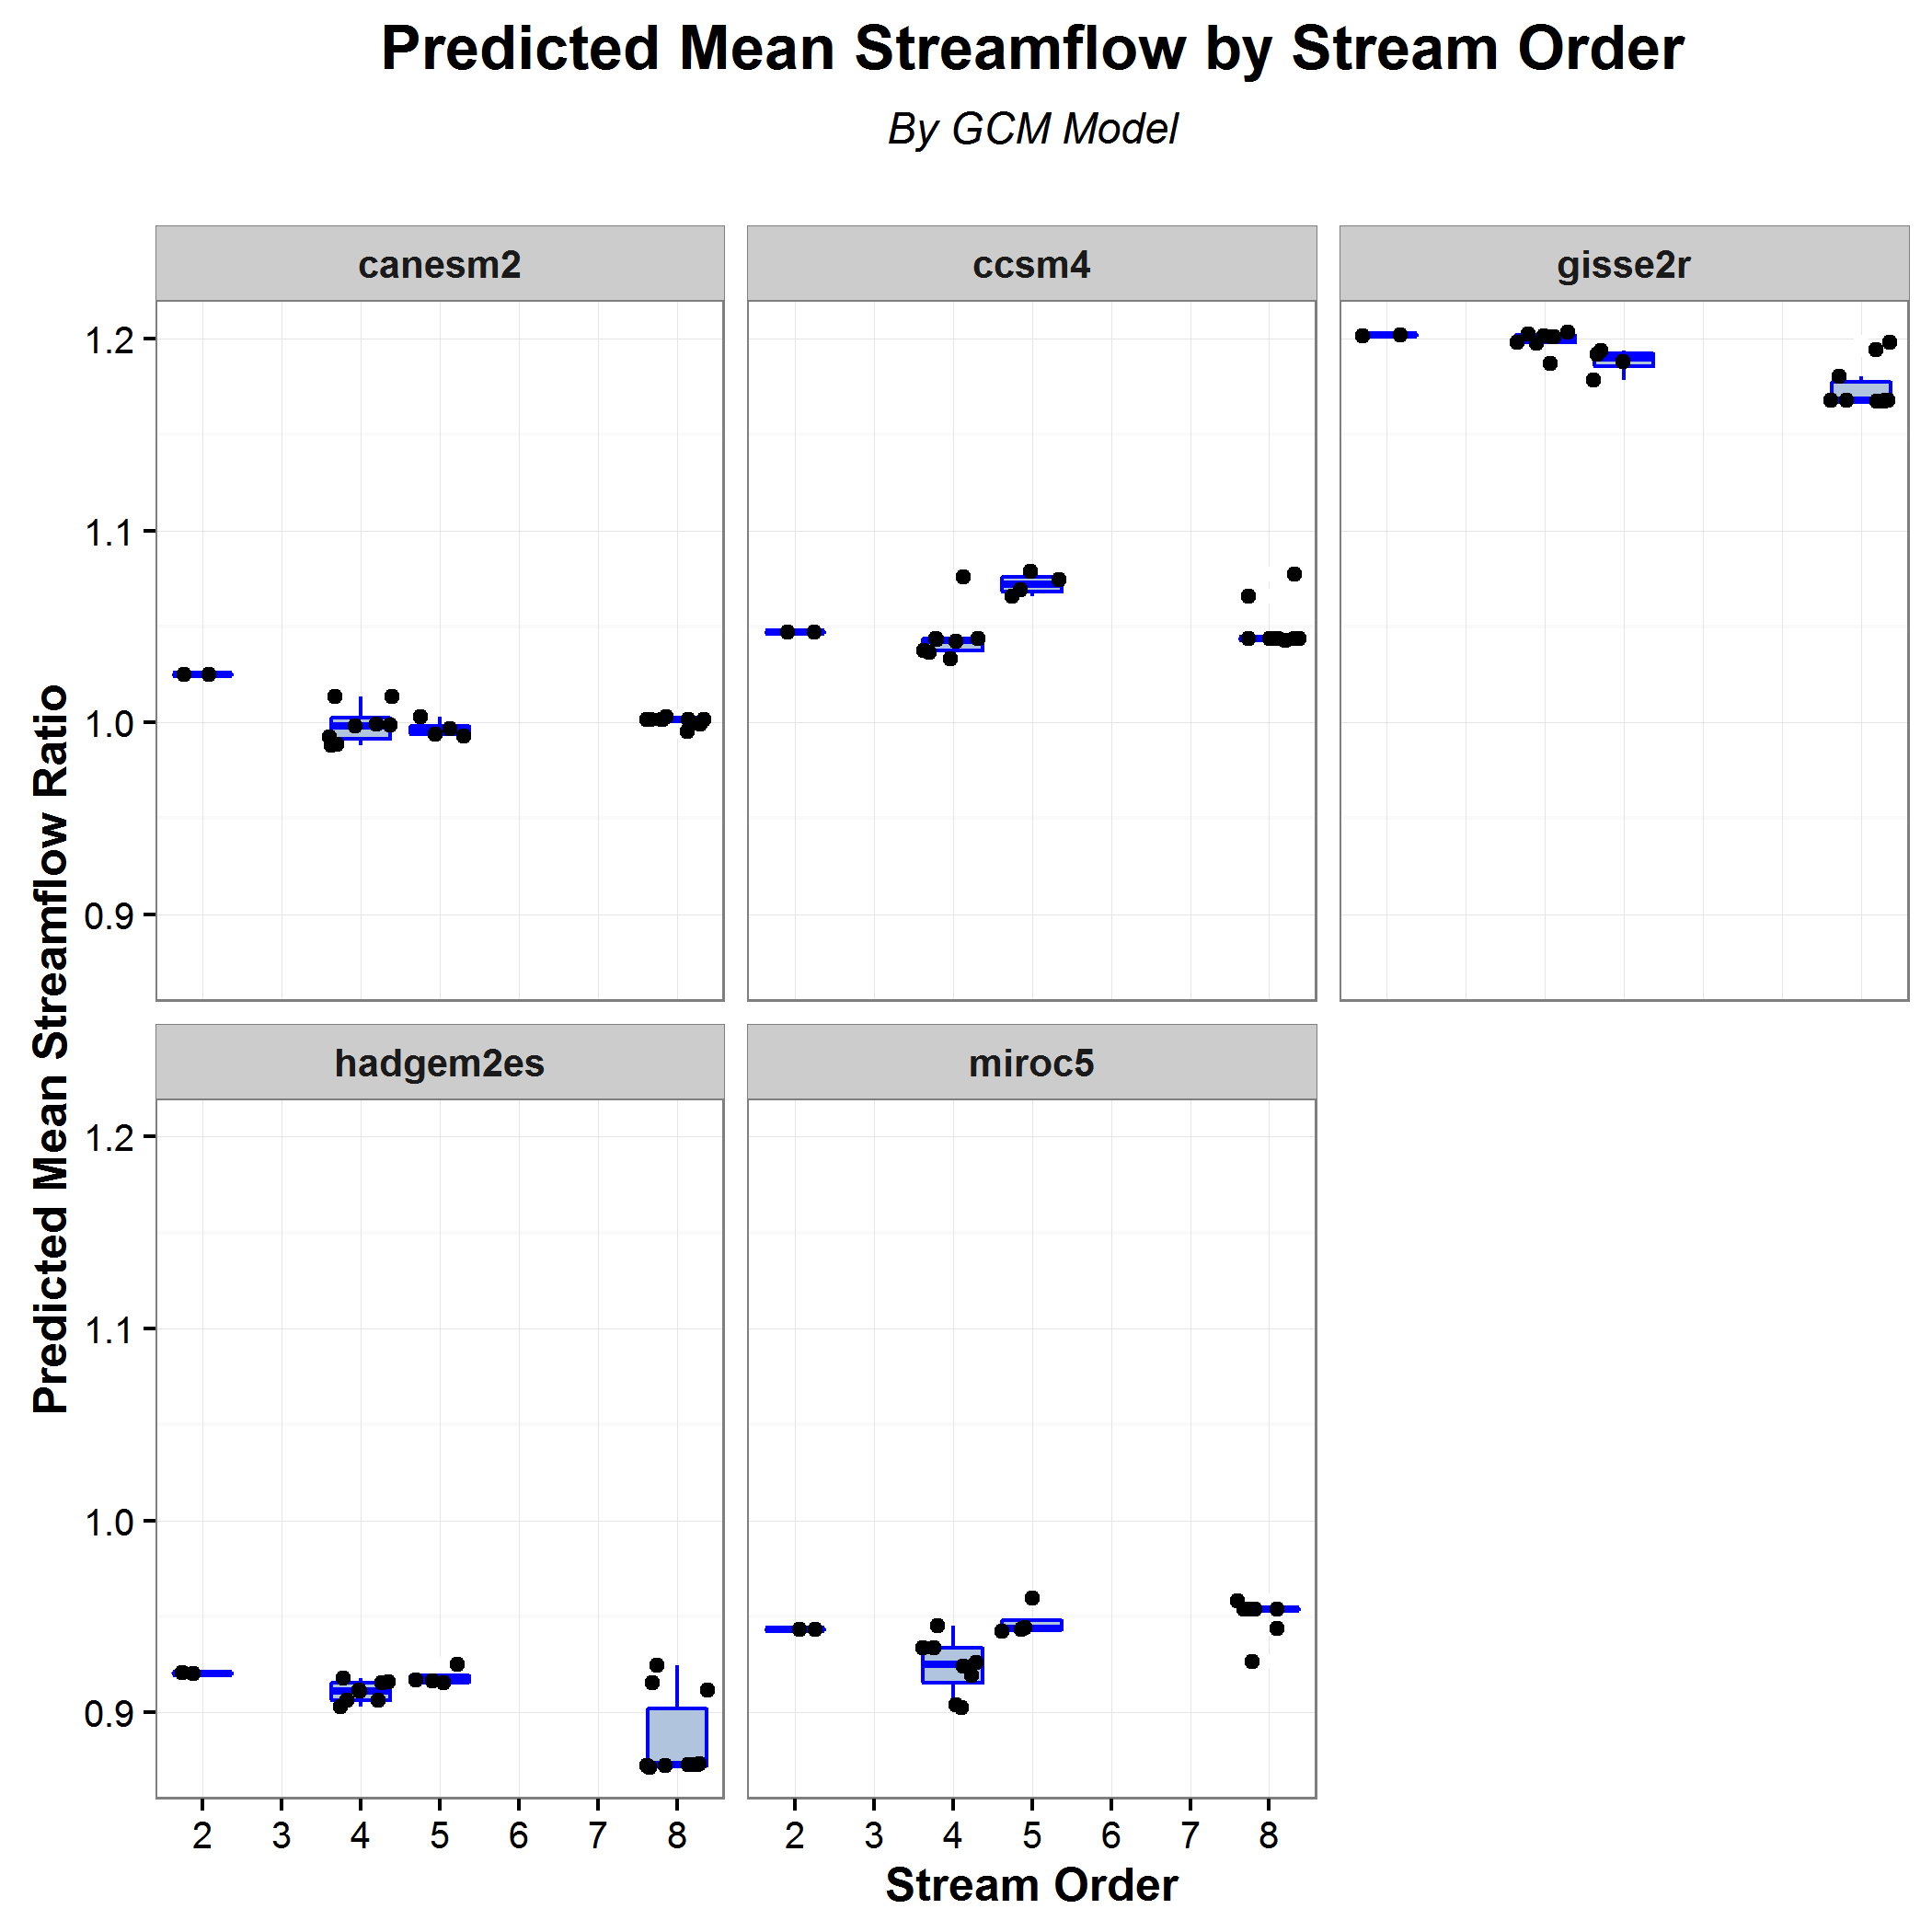 Predicted Mean Streamflow by Stream Order
By GCM Model
canesm2
ccsm4
gisse2r
1.2
1.1
1.0
0.9
Predicted Mean Streamflow Ratio
hadgem2es
miroc5
1.2
1.1
1.0
0.9
2 3 4 5 6 7 8
2 3 4 5 6 7 8
Stream Order